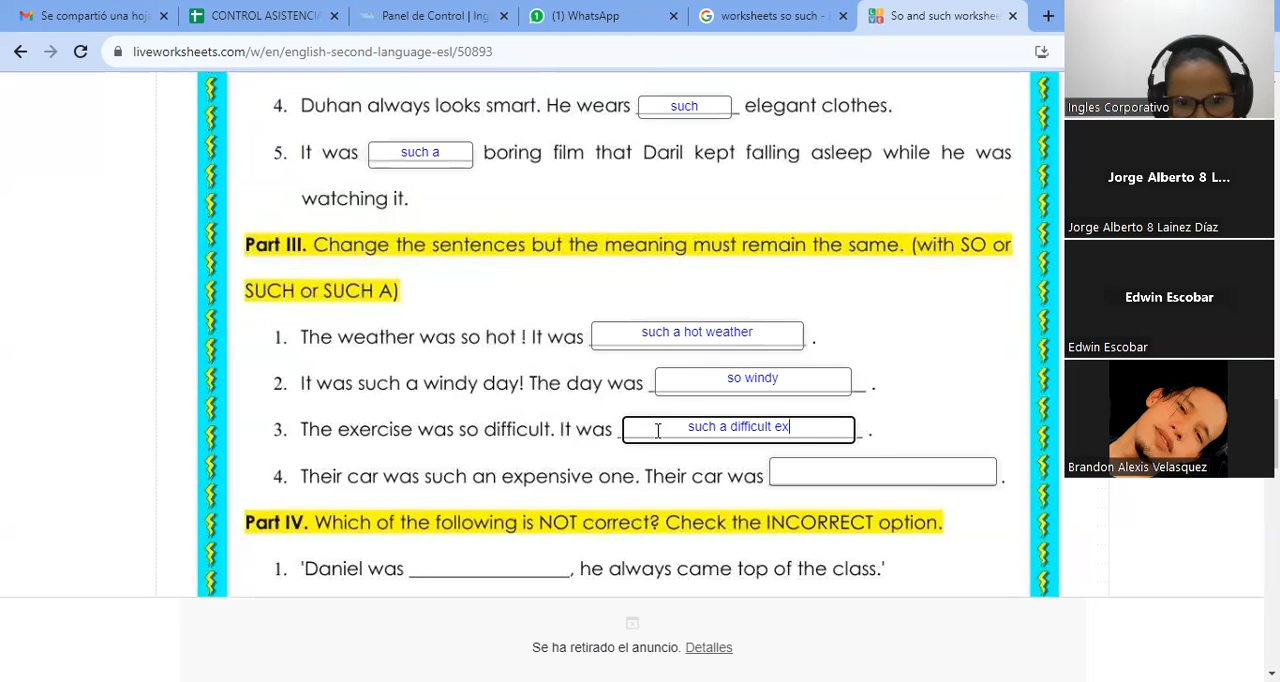 Se compartió una hoja
CONTROL ASISTENCIA
Panel de Control | Ing
(1) WhatsApp
worksheets so such -
So and such workshee
liveworksheets.com/w/en/english-second-language-esl/50893
4. Duhan always looks smart. He wears such elegant clothes.
5. It was such a boring film that Daril kept falling asleep while he was
watching it.
Part III. Change the sentences but the meaning must remain the same. (with SO or
SUCH or SUCH A)
1. The weather was so hot ! It was such a hot weather .
2. It was such a windy day! The day was so windy .
3. The exercise was so difficult. It was such a difficult ex .
4. Their car was such an expensive one. Their car was .
Part IV. Which of the following is NOT correct? Check the INCORRECT option.
1. 'Daniel was ________________, he always came top of the class.'
Se ha retirado el anuncio. Detalles
Ingles Corporativo
Jorge Alberto 8 L...
Jorge Alberto 8 Lainez Díaz
Edwin Escobar
Edwin Escobar
Brandon Alexis Velasquez